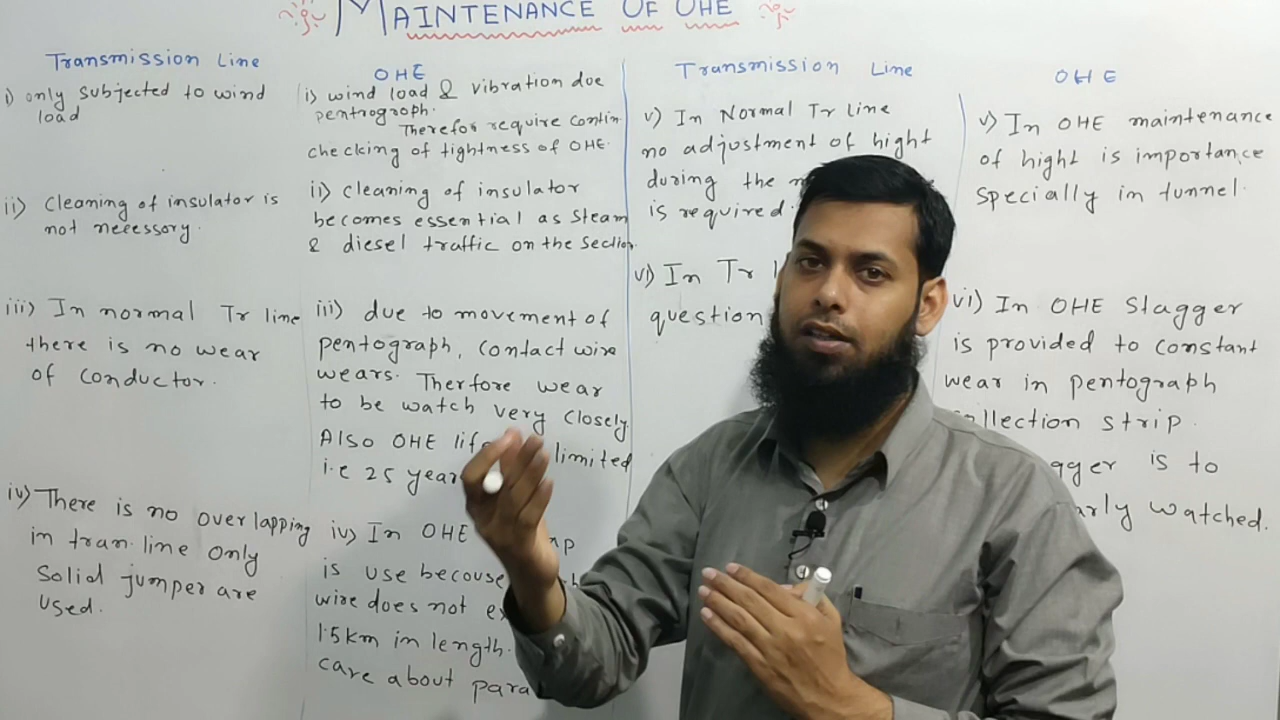 MAINTENANCE OF OHE
Transmission Line
i) only subjected to wind
load
ii) cleaning of insulator is
not necessory.
iii) In normal Tr line
there is no wear
of conductor.
iv) There is no overlapping
in tran. line only
solid jumper are
used.
OHE
i) wind load & vibration doe
pentrograph.
Therefor require contin
checking of tightness of OHE.
ii) cleaning of insulator
becomes essential as steam
& diesel traffic on the section.
iii) due to movement of
pentograph, contact wire
wears. Therfore wear
to be watch very closely.
Also OHE limited
i.e 25 year
iv) In OHE
is use becouse
wire does not
1.5km in length.
care about para
Transmission Line
v) In Normal Tr line
no adjustment of hight
during the
is required.
vi) In Tr
question
OHE
v) In OHE maintenance
of hight is importance
specially in tunnel.
vi) In OHE Stagger
is provided to constant
wear in pentograph
strip.
is to
watched.